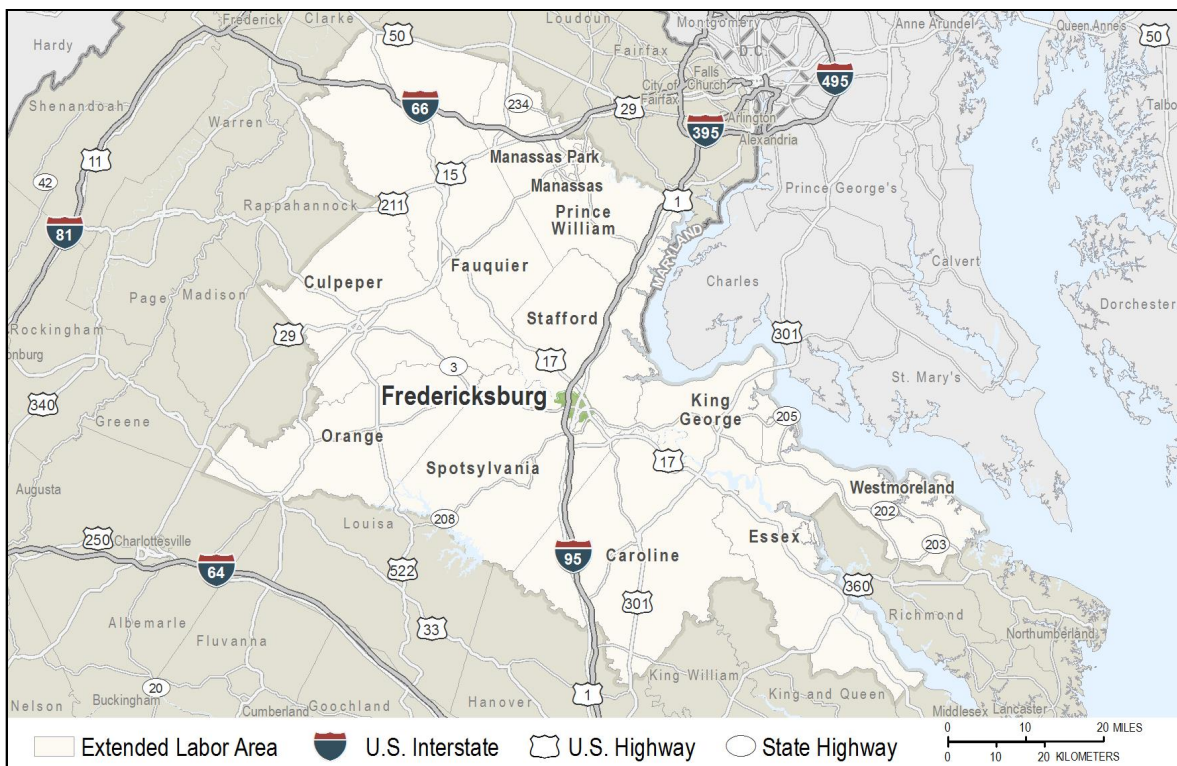 Frederick
Clarke
Loudoun
Montgomery
Anne Arundel
Queen Anne's
Hardy
50
Fairfax
D.C.
50
Falls
Church
City of
Fairfax
495
Talbo
Shenandoah
66
234
29
Arlington
395
Alexandria
Warren
11
Manassas Park
42
15
Manassas
Prince George's
Rappahannock
211
1
81
Prince
William
MARYLAND
Fauquier
Calvert
Culpeper
Charles
Page
Madison
Dorchester
Stafford
Rockingham
onburg
29
301
17
3
St. Mary's
340
Fredericksburg
King
George
Greene
205
Orange
Spotsylvania
17
Westmoreland
Augusta
202
Louisa
208
250
Charlottesville
Essex
203
95
Caroline
64
522
360
301
Richmond
Albemarle
33
Fluvanna
Northumberland
King William
20
1
King and Queen
Nelson
Buckingham
Hanover
Goochland
Cumberland
Middlesex
Lancaster
Extended Labor Area
U.S. Interstate
U.S. Highway
State Highway
0 10 20 MILES
0 10 20 KILOMETERS